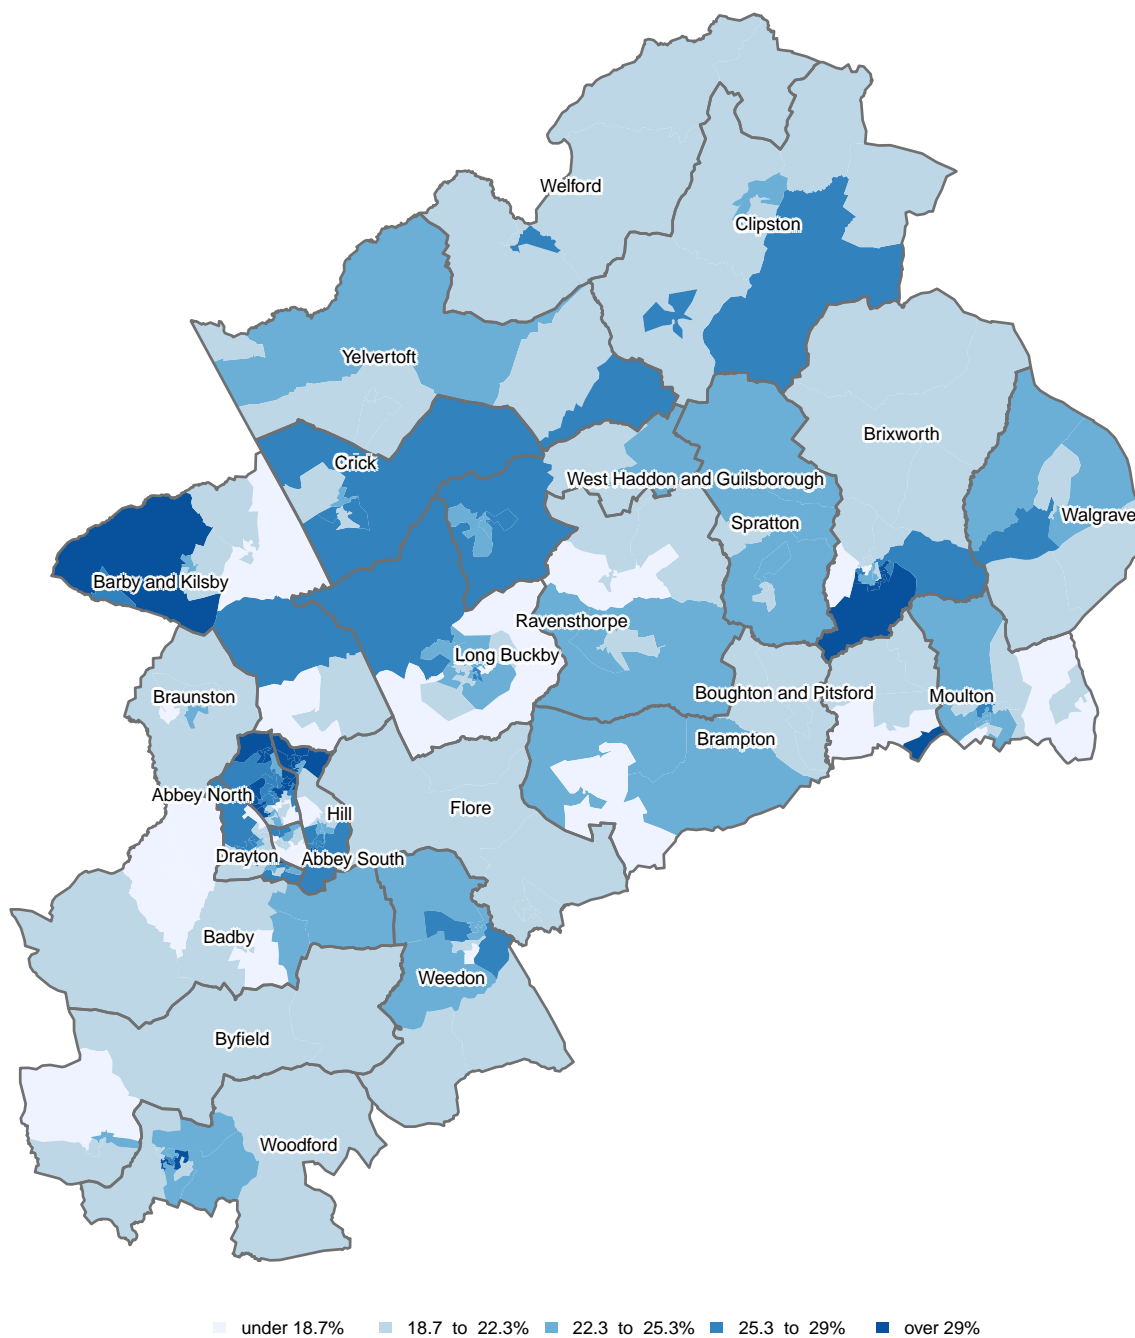 Welford
Clipston
Yelvertoft
Brixworth
Crick
West Haddon and Guilsborough
Walgrave
Spratton
Barby and Kilsby
Ravensthorpe
Long Buckby
Braunston
Boughton and Pitsford
Moulton
Brampton
Abbey North
Flore
Hill
Drayton
Abbey South
Badby
Weedon
Byfield
Woodford
under 18.7% 18.7 to 22.3% 22.3 to 25.3% 25.3 to 29% over 29%